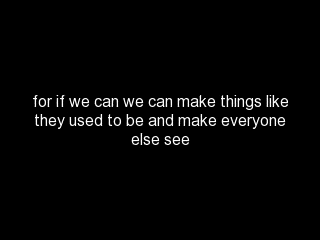 for if we can we can make things like
they used to be and make everyone
else see